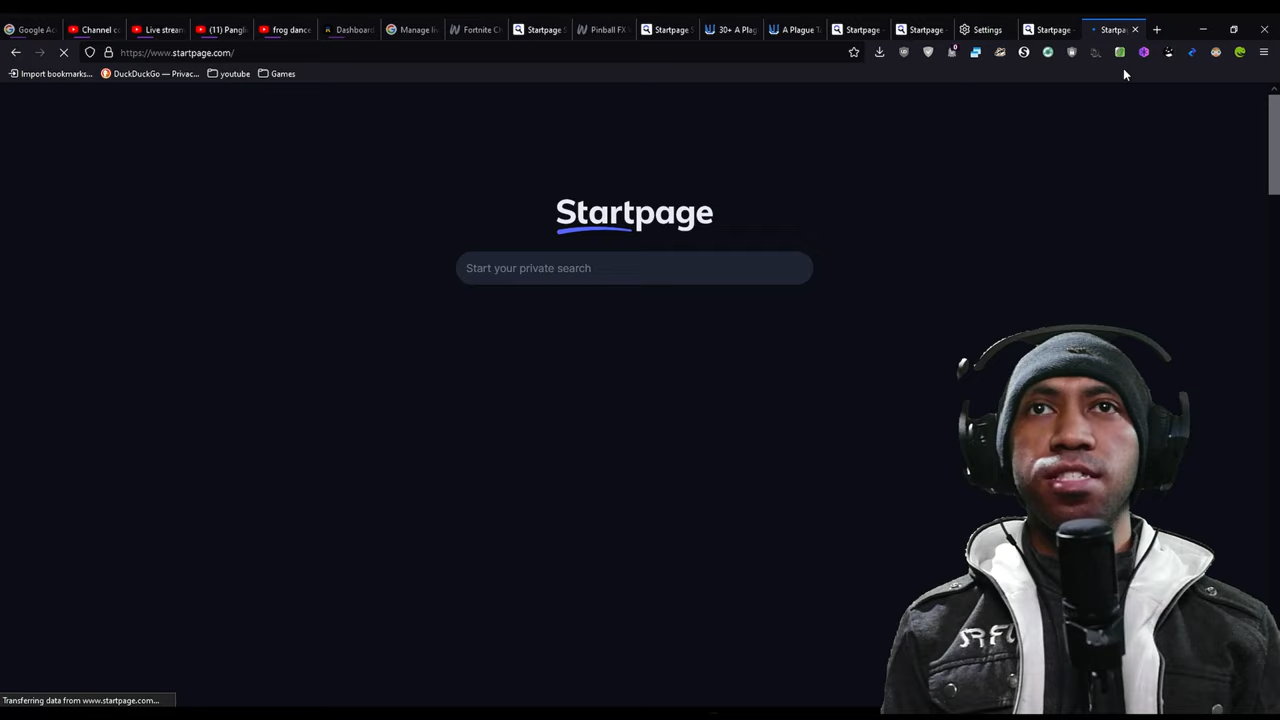 Google Ac
Channel c
Live stream
(11) Pangl
frog dance
Dashboard
Manage li
Fortnite C
Startpage S
Pinball FX
Startpage
30+ A Plag
A Plague T
Startpage
Startpage
Settings
Startpage
Startpa
https://www.startpage.com/
Import bookmarks...
DuckDuckGo — Privac...
youtube
Games
Startpage
Start your private search
Transferring data from www.startpage.com...